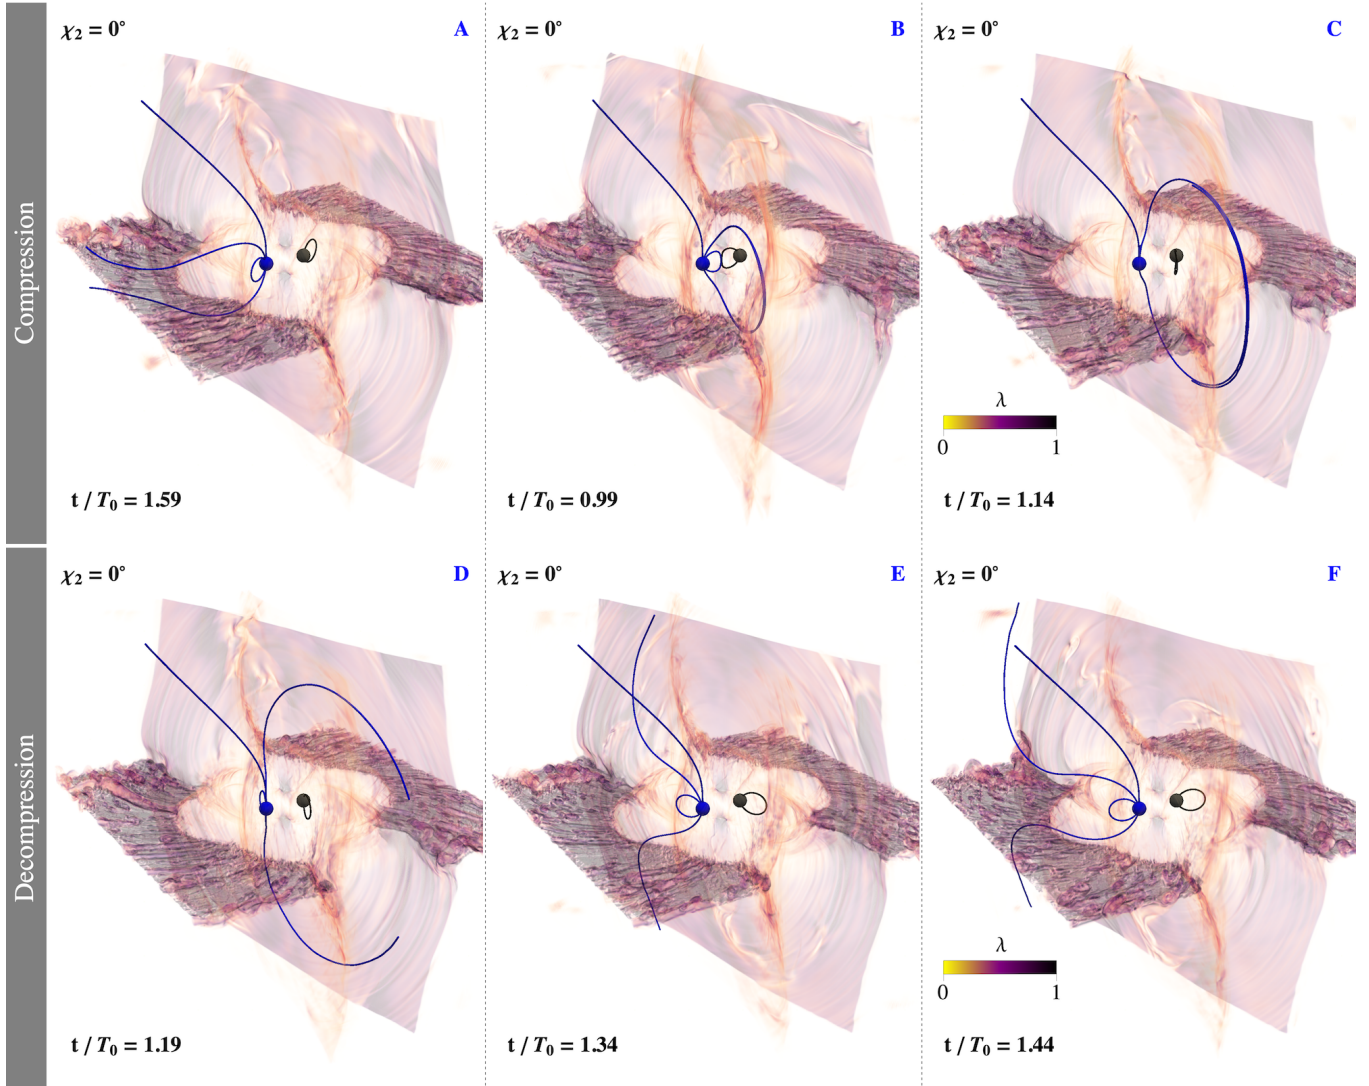 Compression
χ₂ = 0° A
t / T₀ = 1.59
χ₂ = 0° B
t / T₀ = 0.99
χ₂ = 0° C
λ
0 1
t / T₀ = 1.14
Decompression
χ₂ = 0° D
t / T₀ = 1.19
χ₂ = 0° E
t / T₀ = 1.34
χ₂ = 0° F
λ
0 1
t / T₀ = 1.44